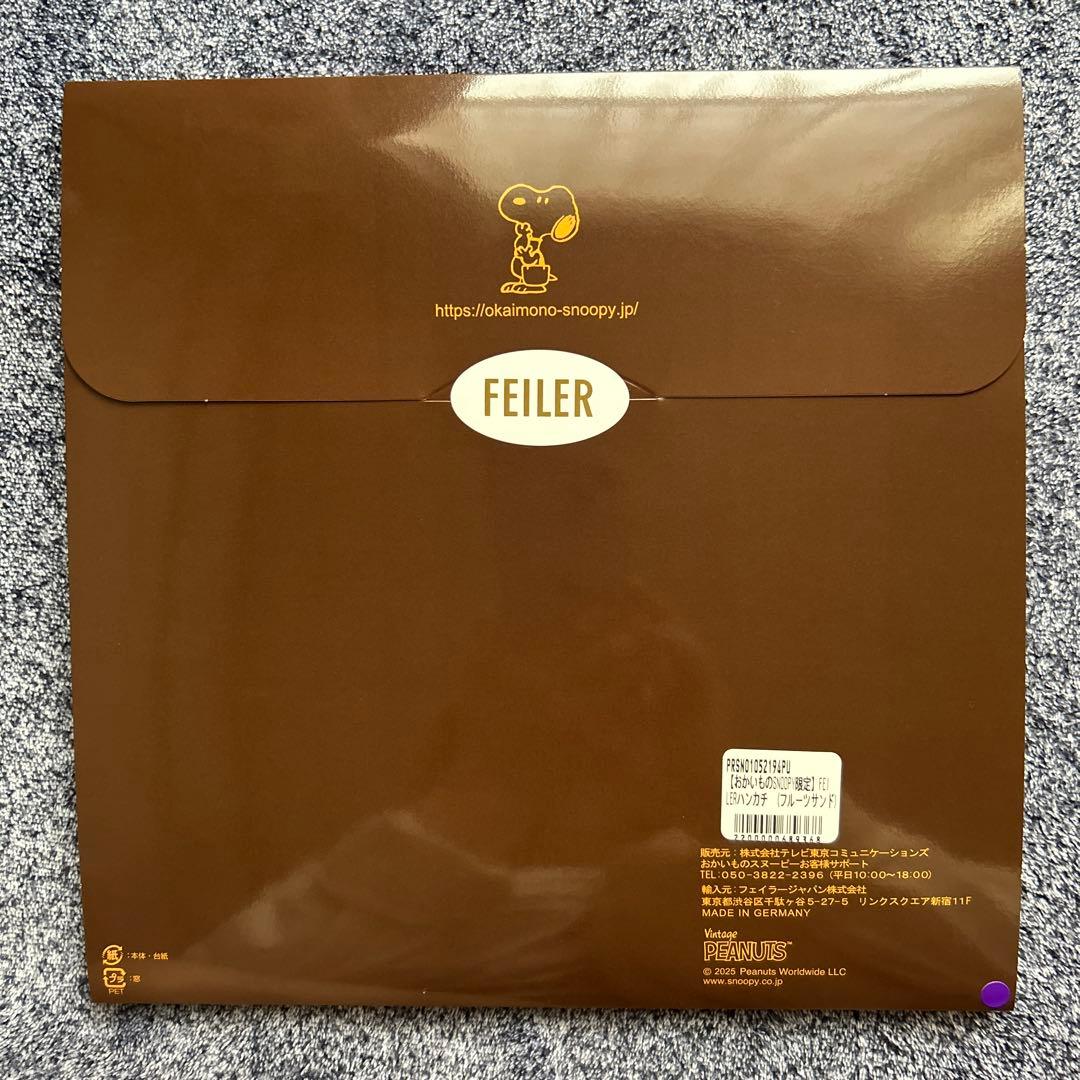 https://okaimono-snoopy.jp/
FEILER
PRSN01052194PU
【おかいものSNOOPY限定】FEI
LERハンカチ (フルーツサンド)
2200000689368
販売元：株式会社テレビ東京コミュニケーションズ
おかいものスヌーピーお客様サポート
TEL:050-3822-2396（平日10:00〜18:00）
輸入元：フェイラージャパン株式会社
東京都渋谷区千駄ヶ谷5-27-5 リンクスクエア新宿11F
MADE IN GERMANY
Vintage
PEANUTS™
© 2025 Peanuts Worldwide LLC
www.snoopy.co.jp
紙：本体・台紙
プラ：窓
PET